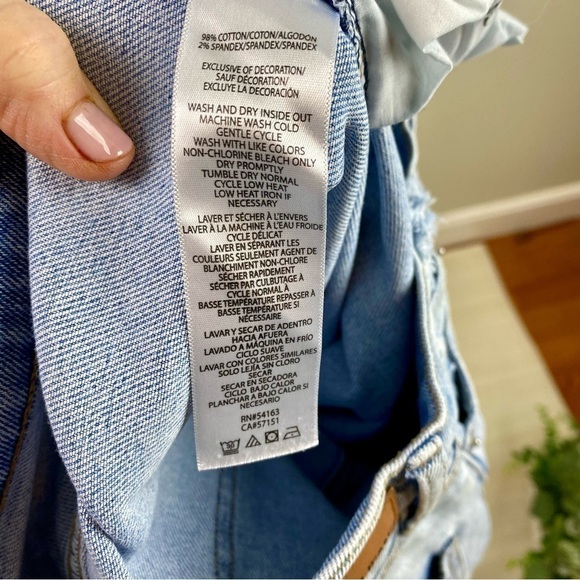 98% COTTON/COTON/ALGODON
2% SPANDEX/SPANDEX/SPANDEX
EXCLUSIVE OF DECORATION/
SAUF DÉCORATION/
EXCLUYE LA DECORACIÓN
WASH AND DRY INSIDE OUT
MACHINE WASH COLD
GENTLE CYCLE
WASH WITH LIKE COLORS
NON-CHLORINE BLEACH ONLY
DRY PROMPTLY
TUMBLE DRY NORMAL
CYCLE LOW HEAT
LOW HEAT IRON IF
NECESSARY
LAVER ET SÉCHER À L'ENVERS
LAVER À LA MACHINE À L'EAU FROIDE
CYCLE DÉLICAT
LAVER EN SÉPARANT LES
COULEURS SEULEMENT AGENT DE
BLANCHIMENT NON-CHLORE
SÉCHER RAPIDEMENT
SÉCHER PAR CULBUTAGE À
CYCLE NORMAL À
BASSE TEMPÉRATURE REPASSER À
BASSE TEMPÉRATURE SI
NÉCESSAIRE
LAVAR Y SECAR DE ADENTRO
HACIA AFUERA
LAVADO A MÁQUINA EN FRÍO
CICLO SUAVE
LAVAR CON COLORES SIMILARES
SOLO LEJÍA SIN CLORO
SECAR
SECAR EN SECADORA
CICLO BAJO CALOR
PLANCHAR A BAJO CALOR SI
NECESARIO
RN#54163
CA#57151